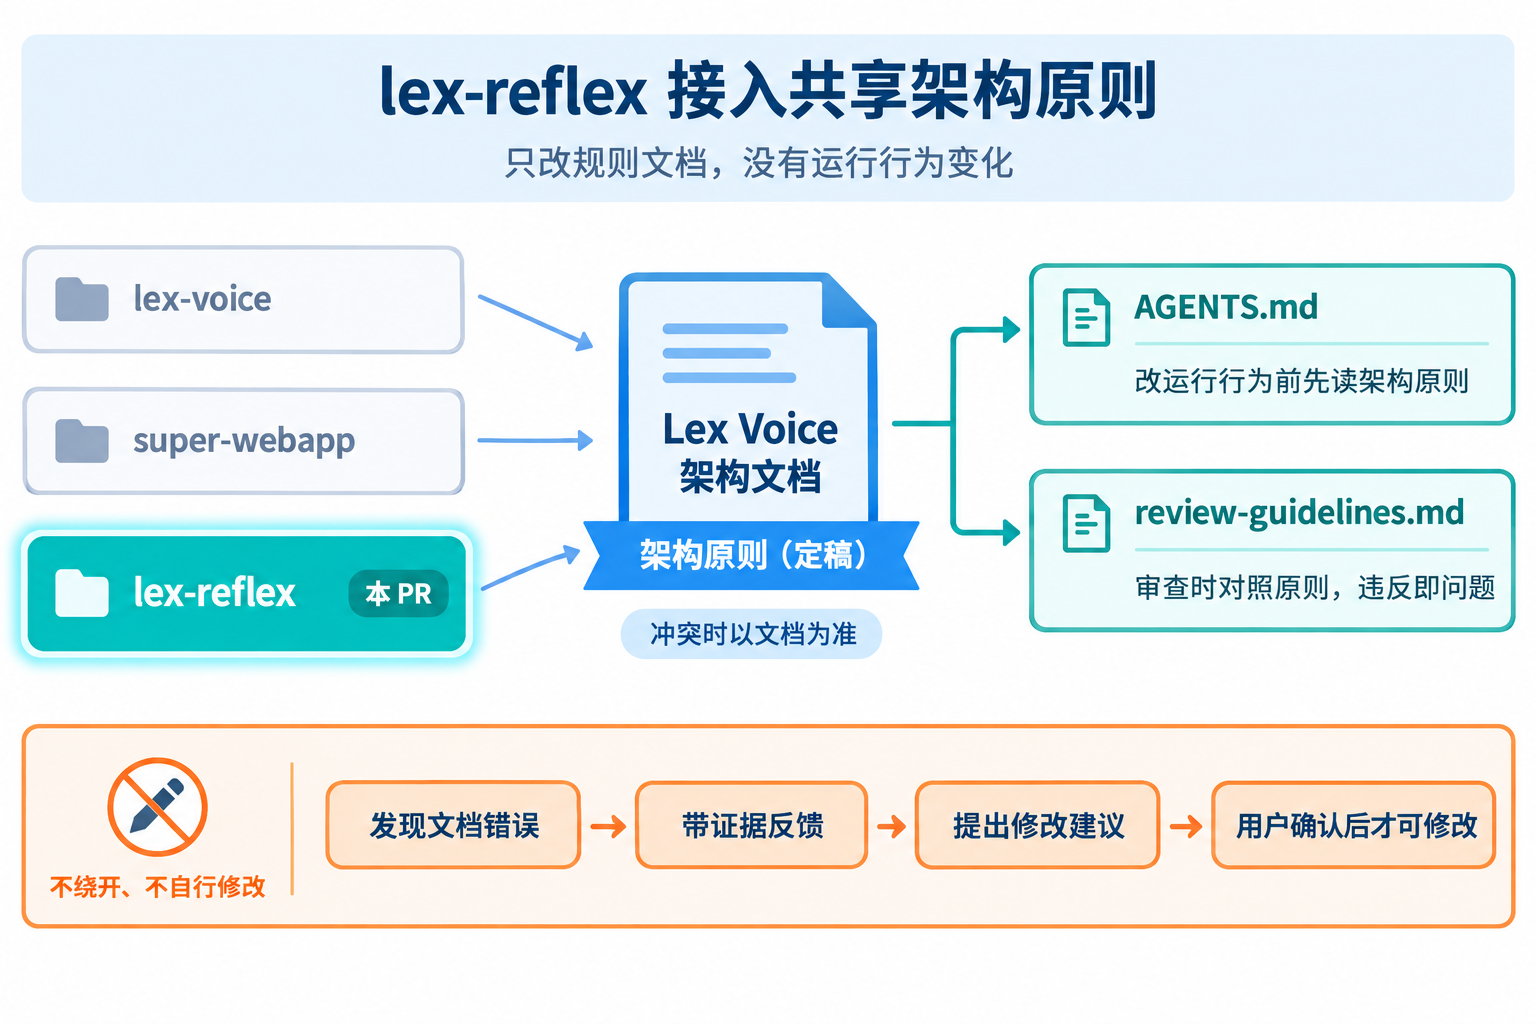 lex-reflex 接入共享架构原则
只改规则文档，没有运行行为变化
lex-voice
super-webapp
lex-reflex
本 PR
Lex Voice
架构文档
架构原则（定稿）
冲突时以文档为准
AGENTS.md
改运行行为前先读架构原则
review-guidelines.md
审查时对照原则，违反即问题
不绕开、不自行修改
发现文档错误
带证据反馈
提出修改建议
用户确认后才可修改